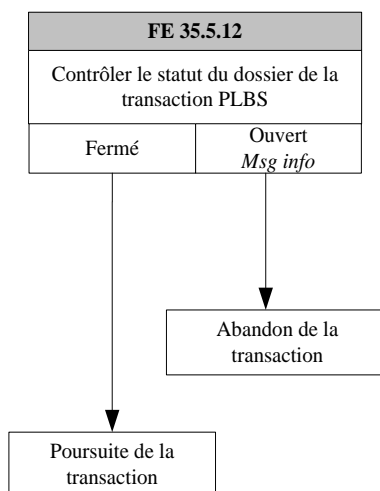 FE 35.5.12
Contrôler le statut du dossier de la
transaction PLBS
Fermé
Ouvert
Msg info
Abandon de la
transaction
Poursuite de la
transaction